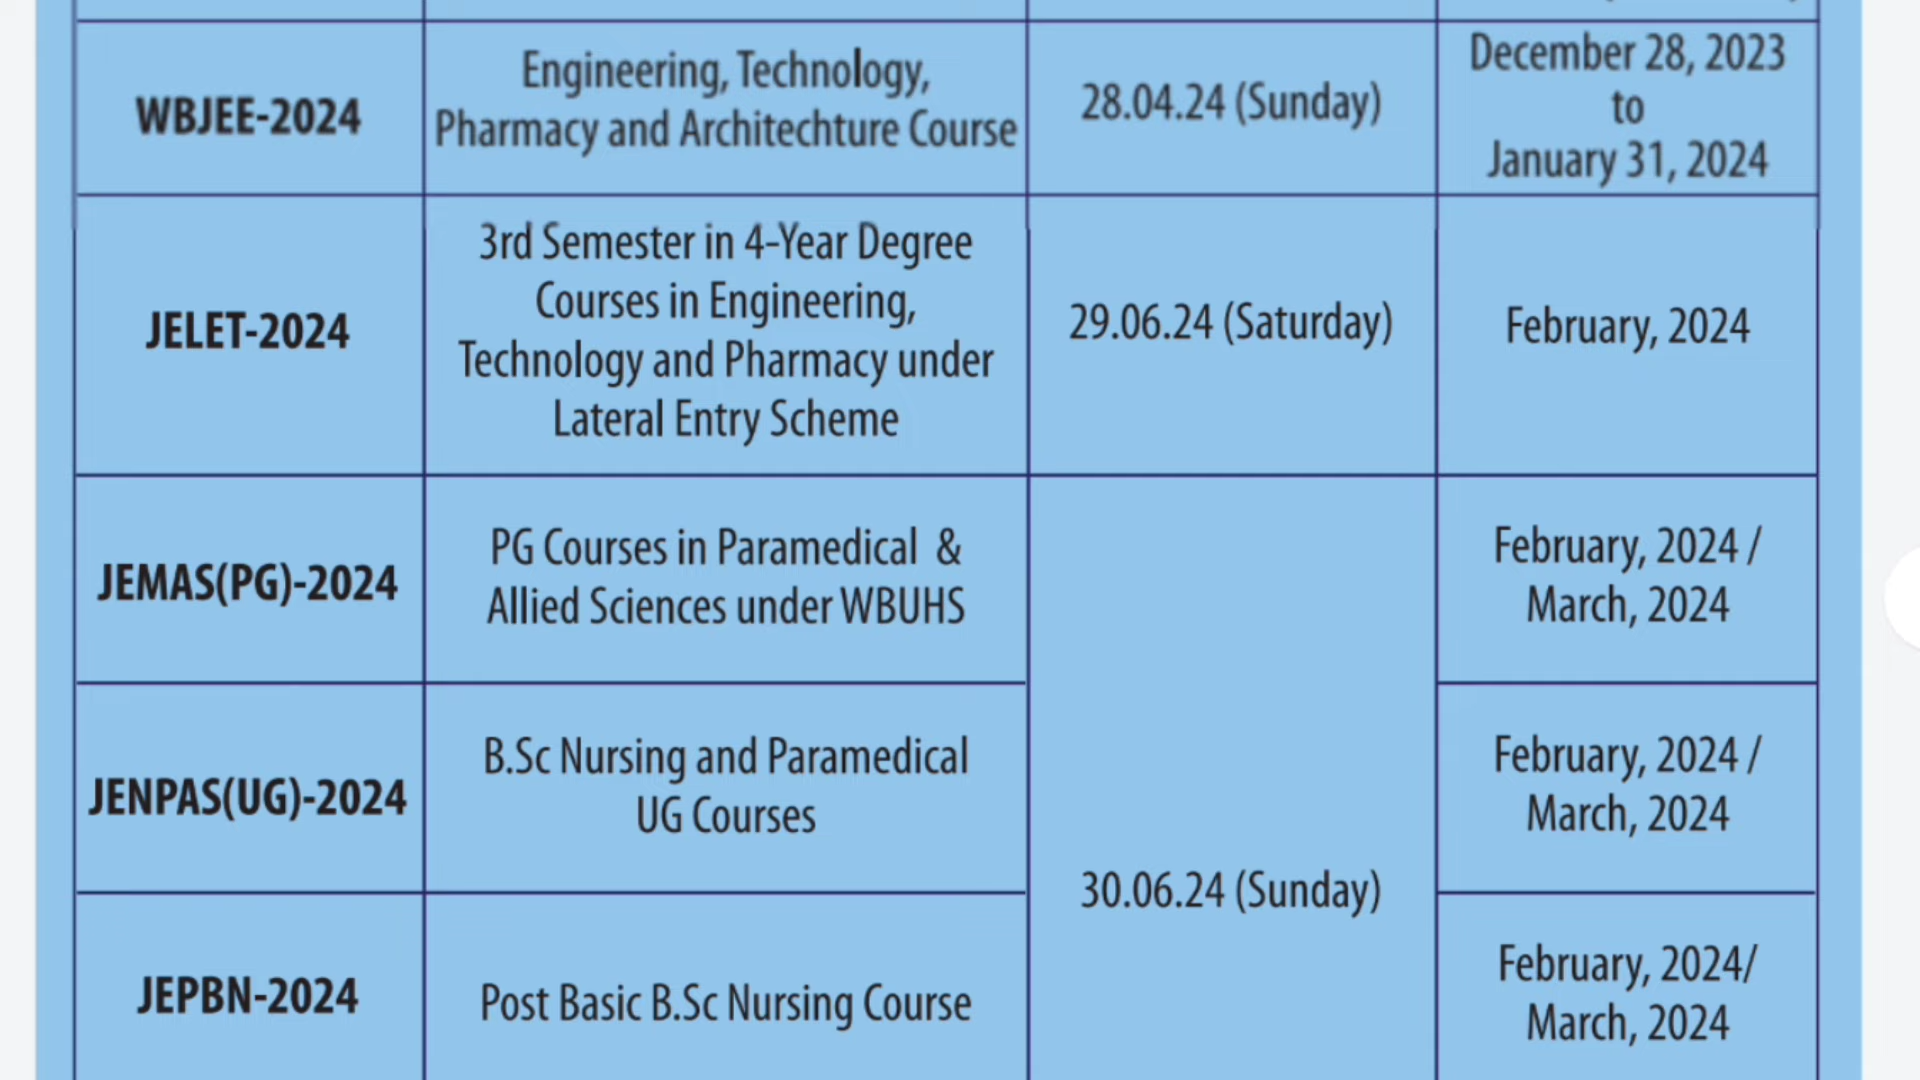 WBJEE-2024
Engineering, Technology,
Pharmacy and Architechture Course
28.04.24 (Sunday)
December 28, 2023
to
January 31, 2024
JELET-2024
3rd Semester in 4-Year Degree
Courses in Engineering,
Technology and Pharmacy under
Lateral Entry Scheme
29.06.24 (Saturday)
February, 2024
JEMAS(PG)-2024
PG Courses in Paramedical &
Allied Sciences under WBUHS
February, 2024 /
March, 2024
JENPAS(UG)-2024
B.Sc Nursing and Paramedical
UG Courses
February, 2024 /
March, 2024
30.06.24 (Sunday)
JEPBN-2024
Post Basic B.Sc Nursing Course
February, 2024/
March, 2024